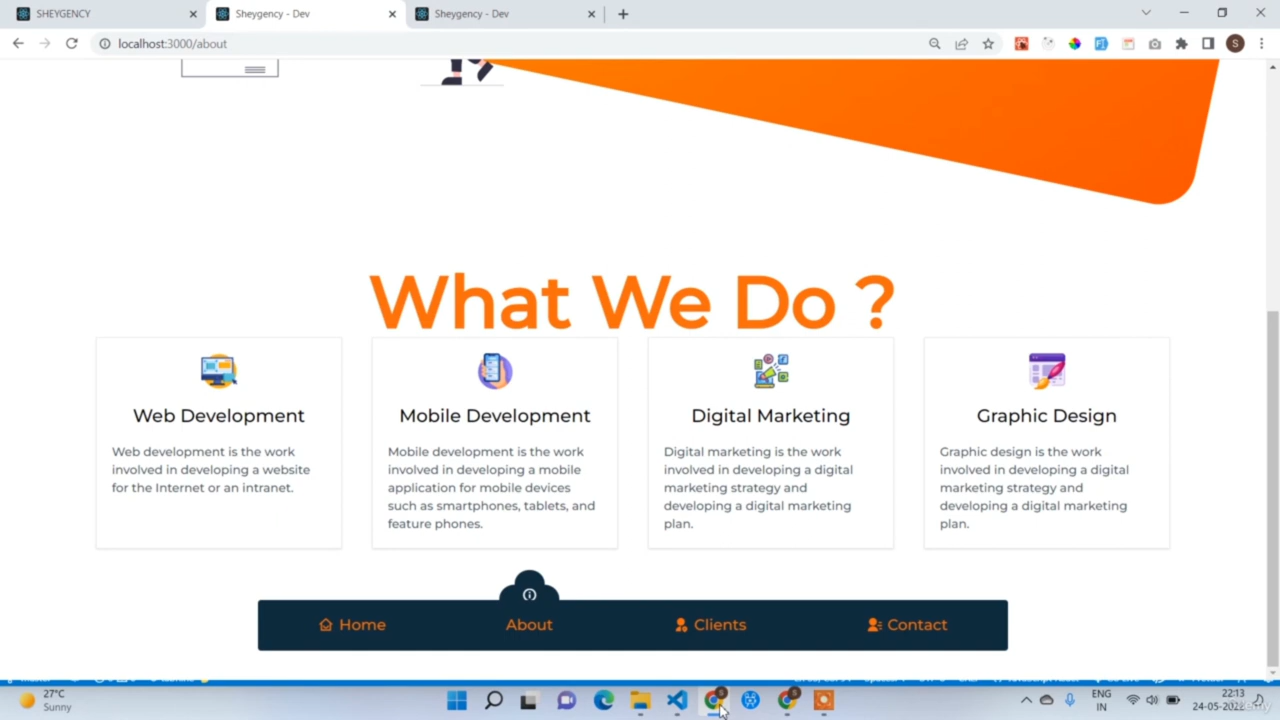 SHEYGENCY
Sheygency - Dev
Sheygency - Dev
localhost:3000/about
S
What We Do ?
Web Development
Web development is the work
involved in developing a website
for the Internet or an intranet.
Mobile Development
Mobile development is the work
involved in developing a mobile
application for mobile devices
such as smartphones, tablets, and
feature phones.
Digital Marketing
Digital marketing is the work
involved in developing a digital
marketing strategy and
developing a digital marketing
plan.
Graphic Design
Graphic design is the work
involved in developing a digital
marketing strategy and
developing a digital marketing
plan.
Home
About
Clients
Contact
27°C
Sunny
ENG
IN
22:13
24-05-2022